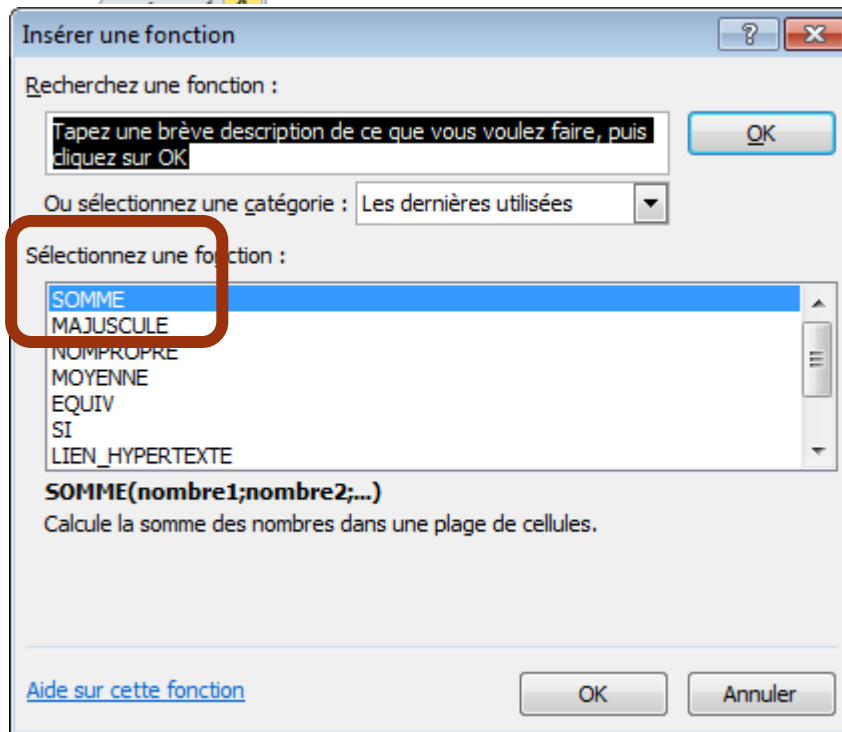 Insérer une fonction
Recherchez une fonction :
Tapez une brève description de ce que vous voulez faire, puis
cliquez sur OK
OK
Ou sélectionnez une catégorie : Les dernières utilisées
Sélectionnez une fonction :
SOMME
MAJUSCULE
NOMPROPRE
MOYENNE
EQUIV
SI
LIEN_HYPERTEXTE
SOMME(nombre1;nombre2;...)
Calcule la somme des nombres dans une plage de cellules.
Aide sur cette fonction
OK
Annuler